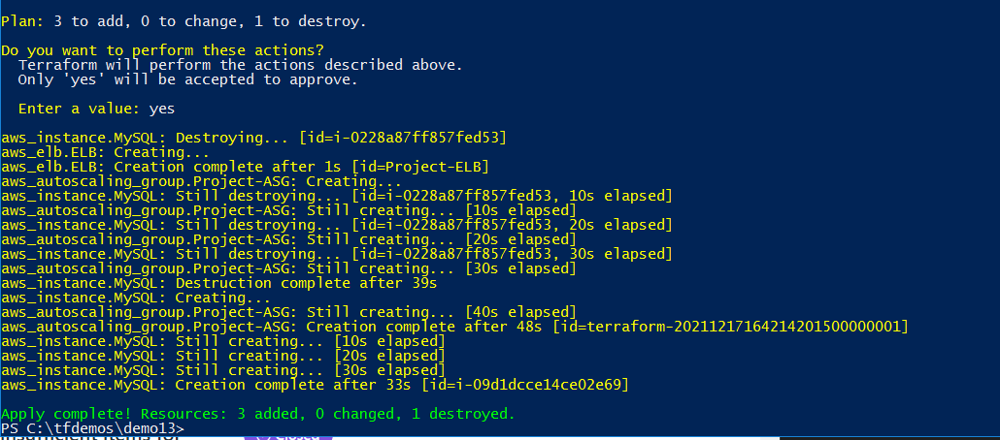 Plan: 3 to add, 0 to change, 1 to destroy.
Do you want to perform these actions?
Terraform will perform the actions described above.
Only 'yes' will be accepted to approve.
Enter a value: yes
aws_instance.MySQL: Destroying... [id=i-0228a87ff857fed53]
aws_elb.ELB: Creating...
aws_elb.ELB: Creation complete after 1s [id=Project-ELB]
aws_autoscaling_group.Project-ASG: Creating...
aws_instance.MySQL: Still destroying... [id=i-0228a87ff857fed53, 10s elapsed]
aws_autoscaling_group.Project-ASG: Still creating... [10s elapsed]
aws_instance.MySQL: Still destroying... [id=i-0228a87ff857fed53, 20s elapsed]
aws_autoscaling_group.Project-ASG: Still creating... [20s elapsed]
aws_instance.MySQL: Still destroying... [id=i-0228a87ff857fed53, 30s elapsed]
aws_autoscaling_group.Project-ASG: Still creating... [30s elapsed]
aws_instance.MySQL: Destruction complete after 39s
aws_instance.MySQL: Creating...
aws_autoscaling_group.Project-ASG: Still creating... [40s elapsed]
aws_autoscaling_group.Project-ASG: Creation complete after 48s [id=terraform-20211217164214201500000001]
aws_instance.MySQL: Still creating... [10s elapsed]
aws_instance.MySQL: Still creating... [20s elapsed]
aws_instance.MySQL: Still creating... [30s elapsed]
aws_instance.MySQL: Creation complete after 33s [id=i-09d1dcce14ce02e69]
Apply complete! Resources: 3 added, 0 changed, 1 destroyed.
PS C:\tfdemos\demo13>